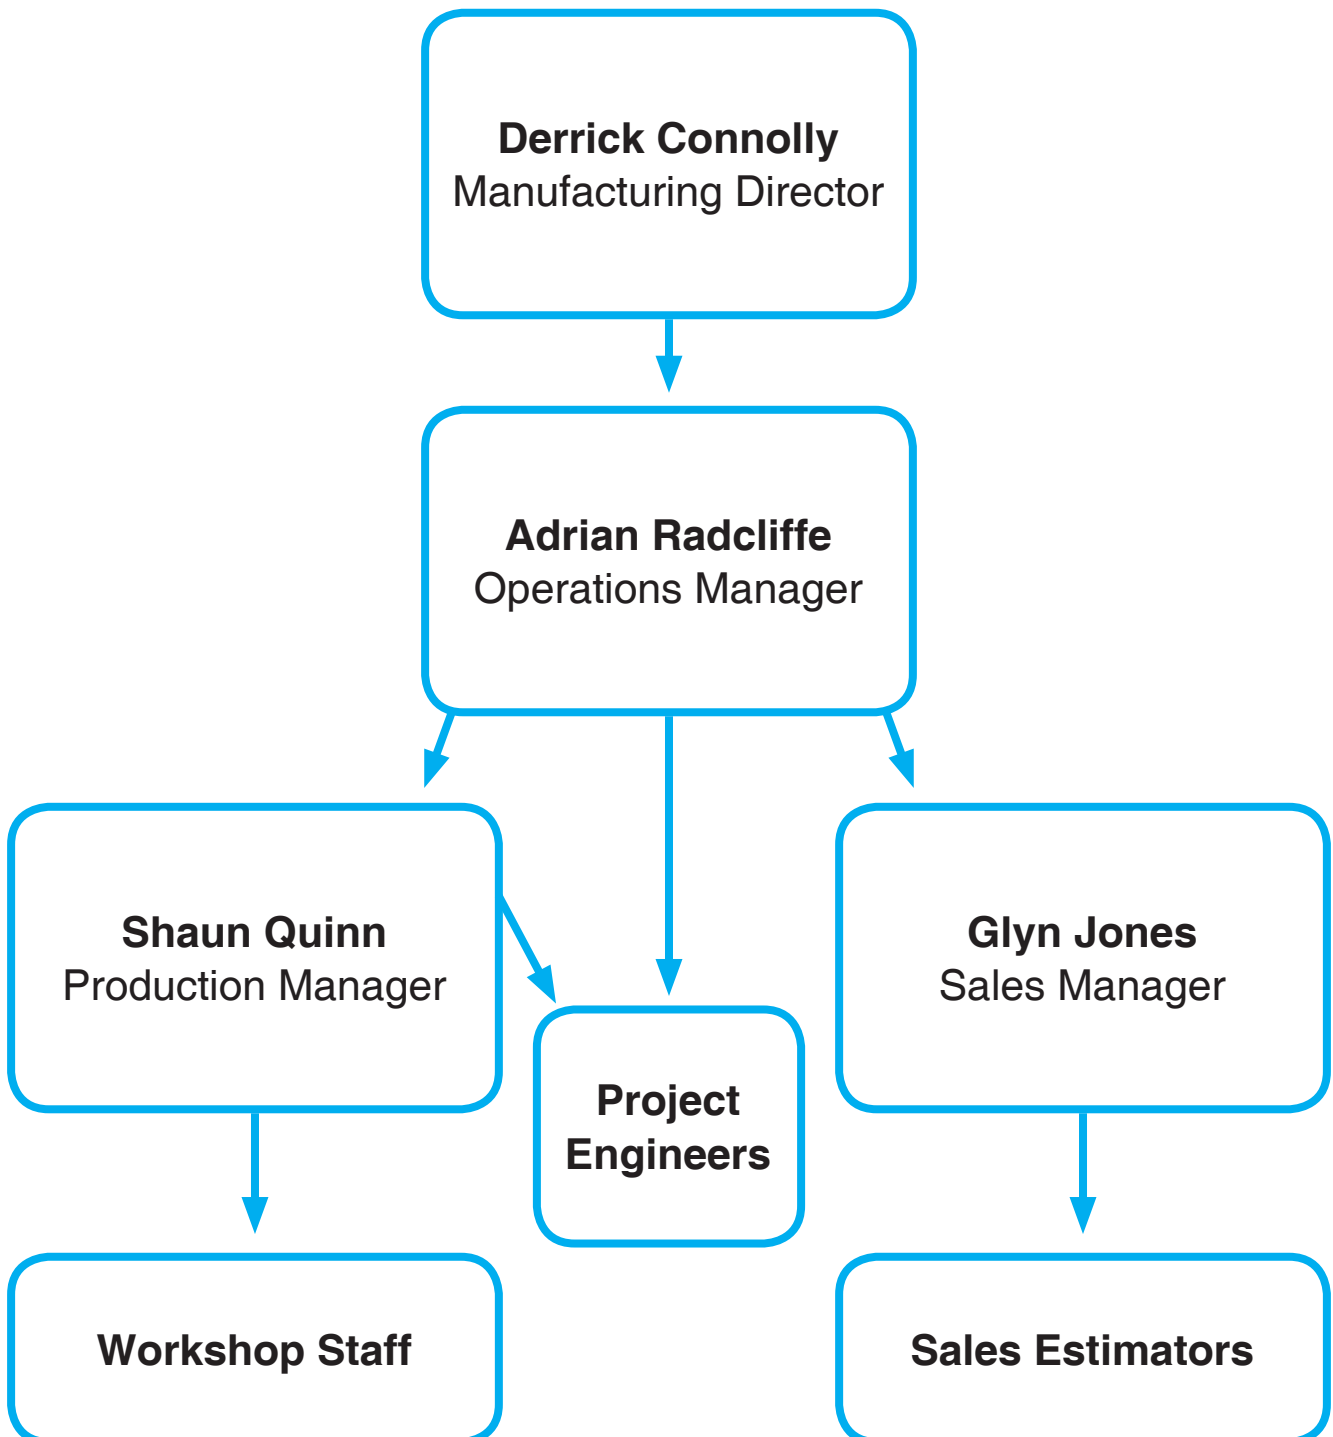 Derrick Connolly
Manufacturing Director
Adrian Radcliffe
Operations Manager
Shaun Quinn
Production Manager
Glyn Jones
Sales Manager
Project
Engineers
Workshop Staff
Sales Estimators